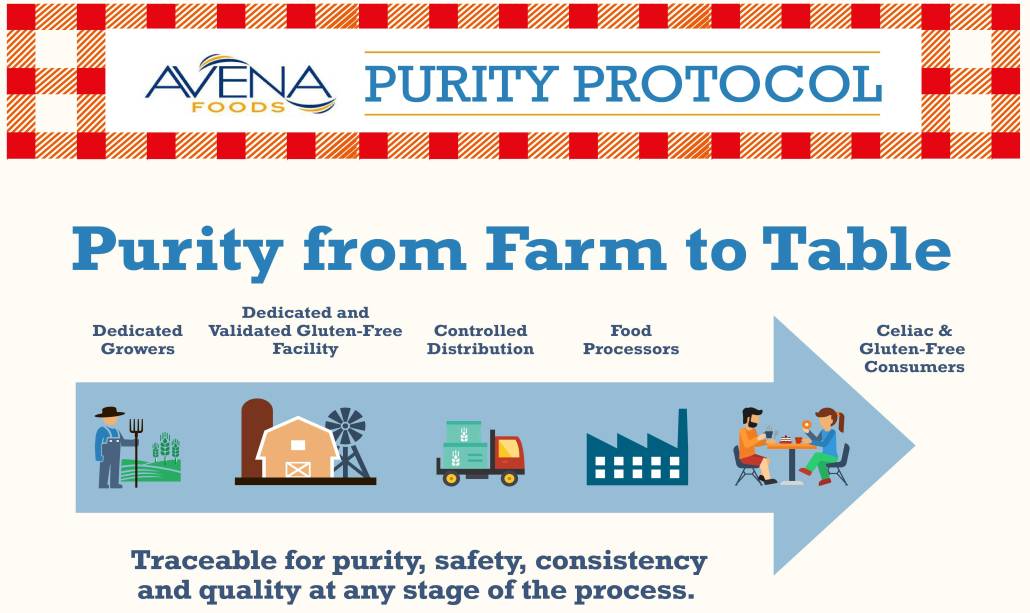 AVENA
FOODS
PURITY PROTOCOL
Purity from Farm to Table
Dedicated
Growers
Dedicated and
Validated Gluten-Free
Facility
Controlled
Distribution
Food
Processors
Celiac &
Gluten-Free
Consumers
Traceable for purity, safety, consistency
and quality at any stage of the process.